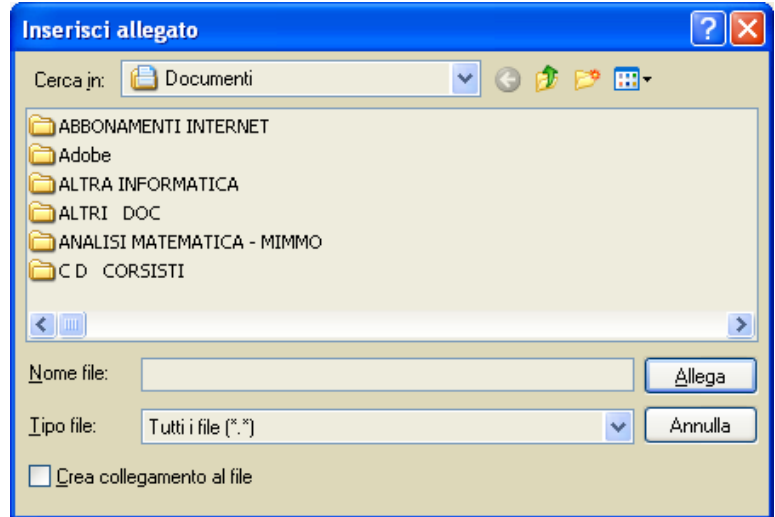 Inserisci allegato
Cerca in: Documenti
ABBONAMENTI INTERNET
Adobe
ALTRA INFORMATICA
ALTRI DOC
ANALISI MATEMATICA - MIMMO
C D CORSISTI
Nome file: Allega
Tipo file: Tutti i file (*.*) Annulla
Crea collegamento al file